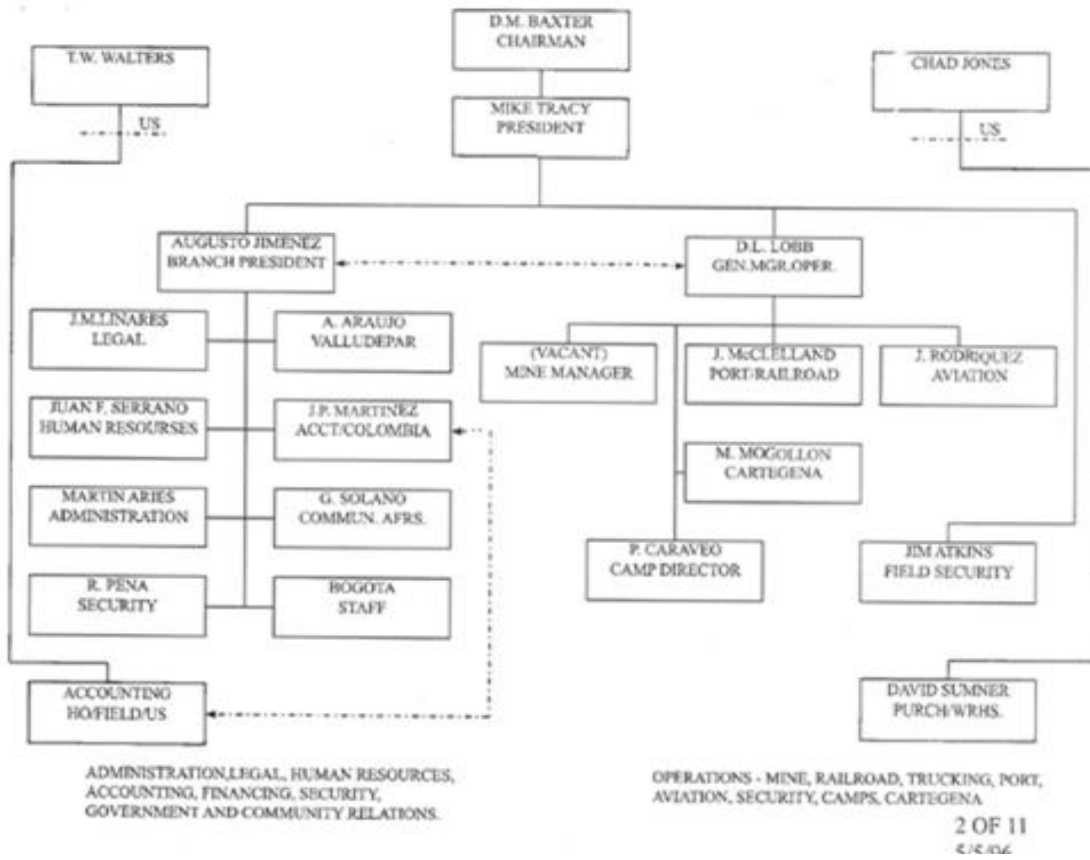 D.M. BAXTER
CHAIRMAN
T.W. WALTERS
CHAD JONES
MIKE TRACY
PRESIDENT
US
US
AUGUSTO JIMENEZ
BRANCH PRESIDENT
D.L. LOBB
GEN.MGR.OPER.
J.M.LINARES
LEGAL
A. ARAUJO
VALLUDEPAR
(VACANT)
MINE MANAGER
J. McCLELLAND
PORT/RAILROAD
J. RODRIQUEZ
AVIATION
JUAN F. SERRANO
HUMAN RESOURSES
J.P. MARTINEZ
ACCT/COLOMBIA
M. MOGOLLON
CARTEGENA
MARTIN ARIES
ADMINISTRATION
G. SOLANO
COMMUN. AFRS.
P. CARAVEO
CAMP DIRECTOR
JIM ATKINS
FIELD SECURITY
R. PENA
SECURITY
BOGOTA
STAFF
ACCOUNTING
HO/FIELD/US
DAVID SUMNER
PURCH/WRHS.
ADMINISTRATION,LEGAL, HUMAN RESOURCES,
ACCOUNTING, FINANCING, SECURITY,
GOVERNMENT AND COMMUNITY RELATIONS.
OPERATIONS - MINE, RAILROAD, TRUCKING, PORT,
AVIATION, SECURITY, CAMPS, CARTEGENA
2 OF 11
5/5/96